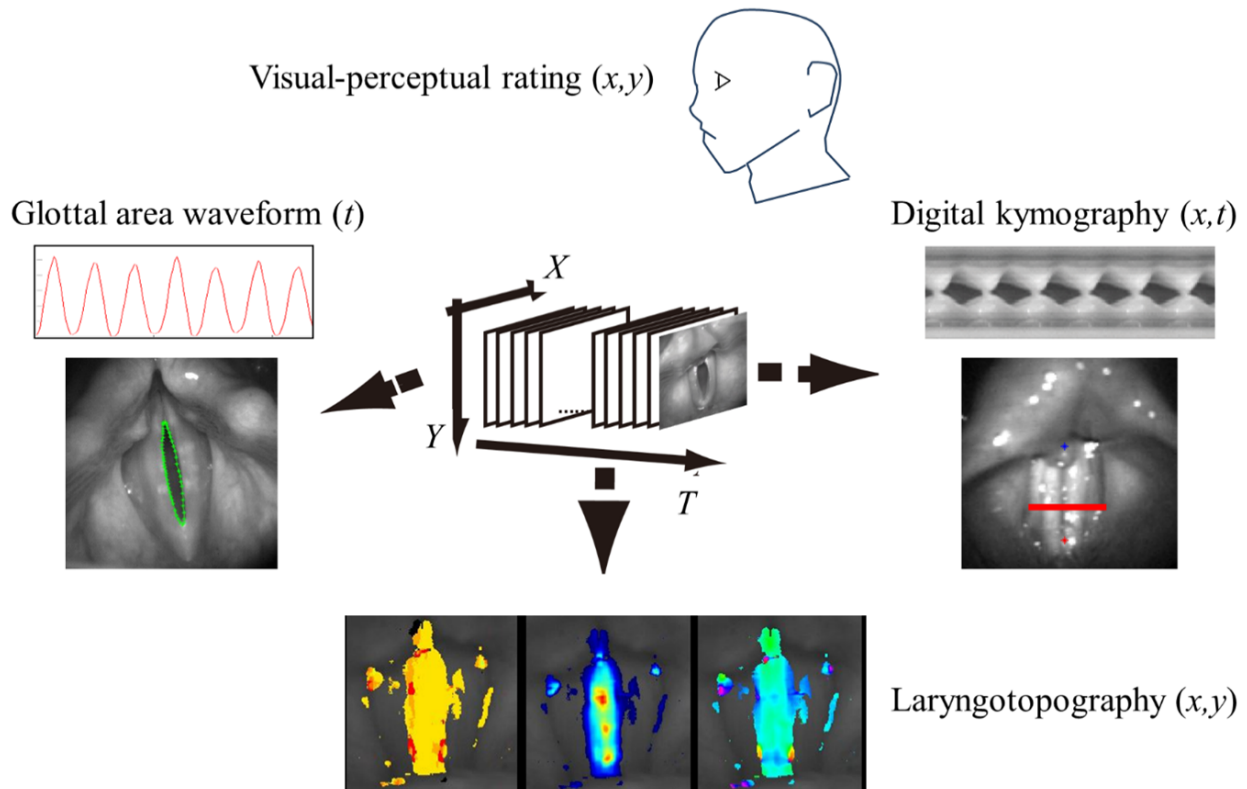 Visual-perceptual rating (x,y)
Glottal area waveform (t)
Digital kymography (x,t)
X
Y
......
T
Laryngotopography (x,y)